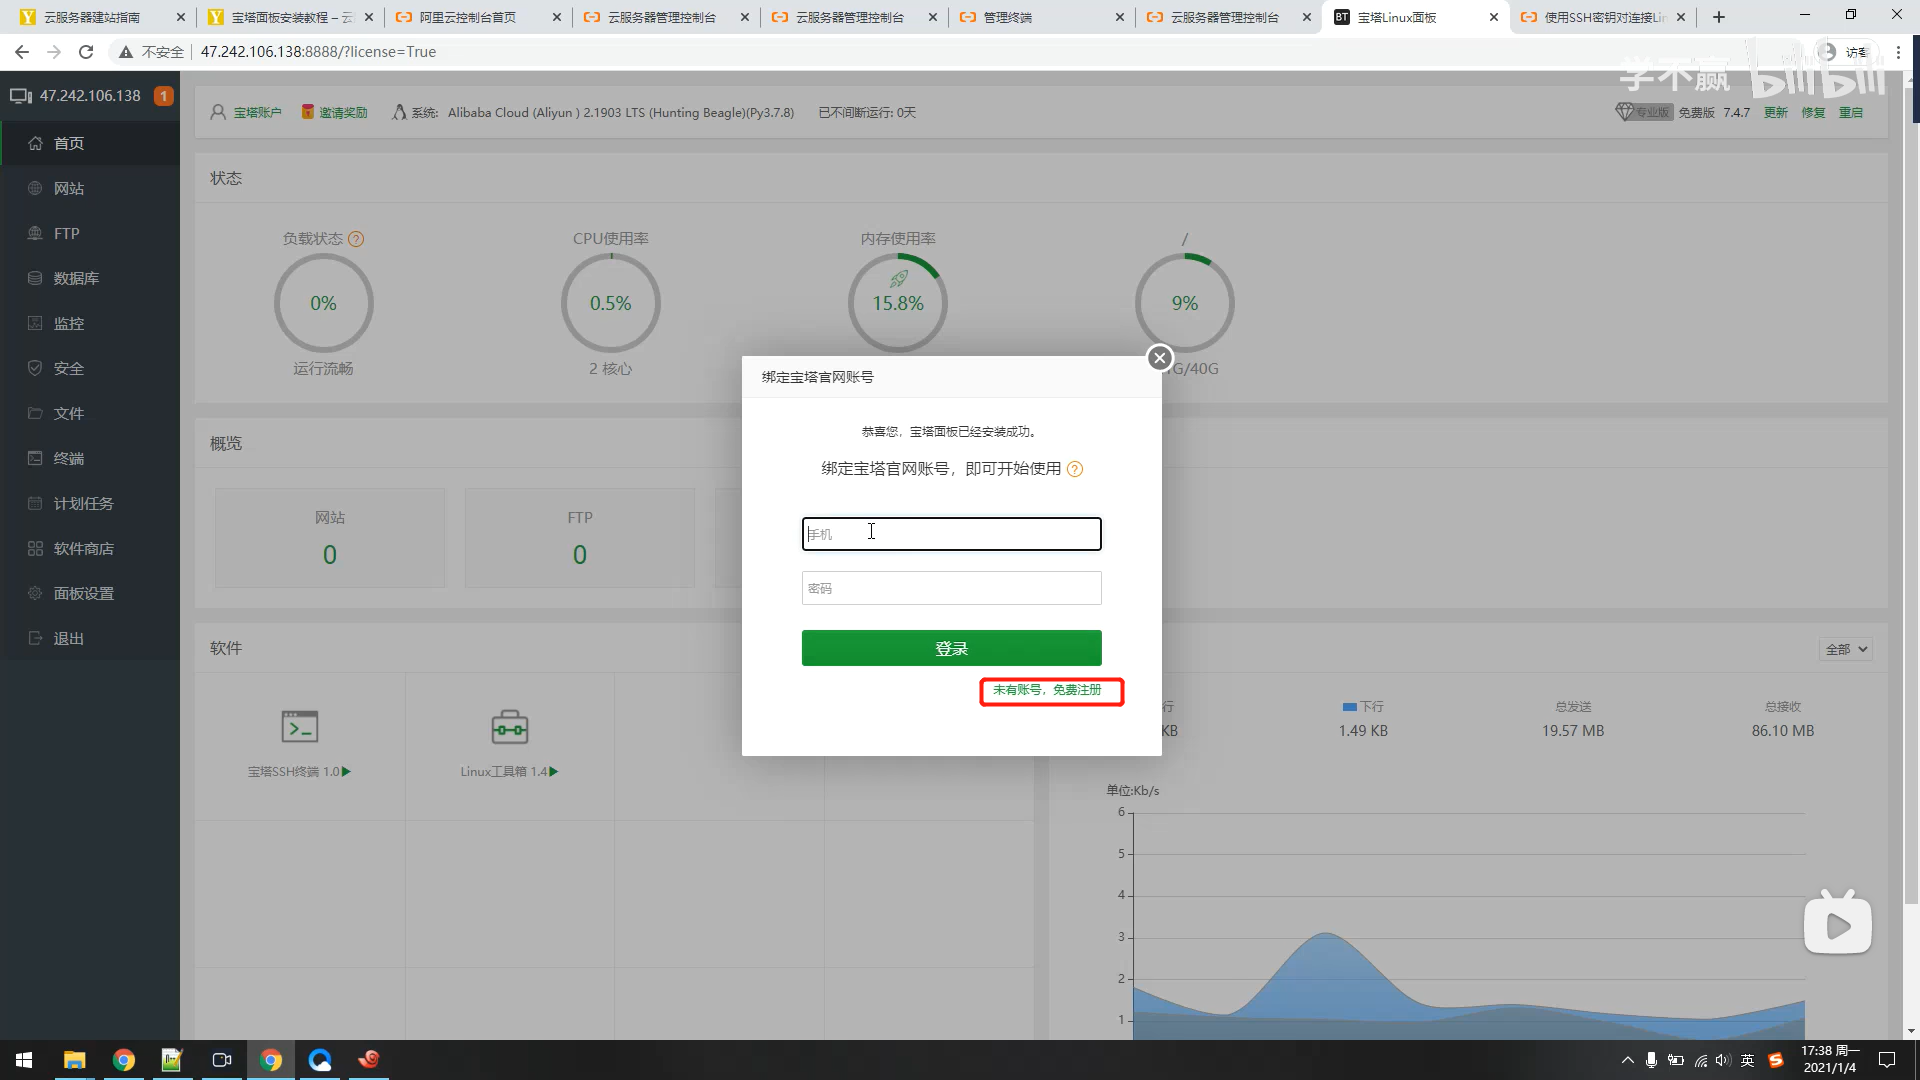 云服务器建站指南
宝塔面板安装教程 – 云
阿里云控制台首页
云服务器管理控制台
云服务器管理控制台
管理终端
云服务器管理控制台
BT 宝塔Linux面板
使用SSH密钥对连接Lin
不安全
47.242.106.138:8888/?license=True
访客
学不赢 bilibili
47.242.106.138 1
首页
网站
FTP
数据库
监控
安全
文件
终端
计划任务
软件商店
面板设置
退出
宝塔账户 邀请奖励 系统: Alibaba Cloud (Aliyun ) 2.1903 LTS (Hunting Beagle)(Py3.7.8) 已不间断运行: 0天
专业版 免费版 7.4.7 更新 修复 重启
状态
负载状态 ? CPU使用率 内存使用率 /
0% 0.5% 15.8% 9%
运行流畅 2 核心 G/40G
绑定宝塔官网账号
恭喜您，宝塔面板已经安装成功。
绑定宝塔官网账号，即可开始使用 ?
手机
密码
登录
未有账号，免费注册
概览
网站 FTP
0 0
软件
全部
宝塔SSH终端 1.0
Linux工具箱 1.4
行 下行 总发送 总接收
KB 1.49 KB 19.57 MB 86.10 MB
单位:Kb/s
6
5
4
3
2
1
英
17:38 周一
2021/1/4